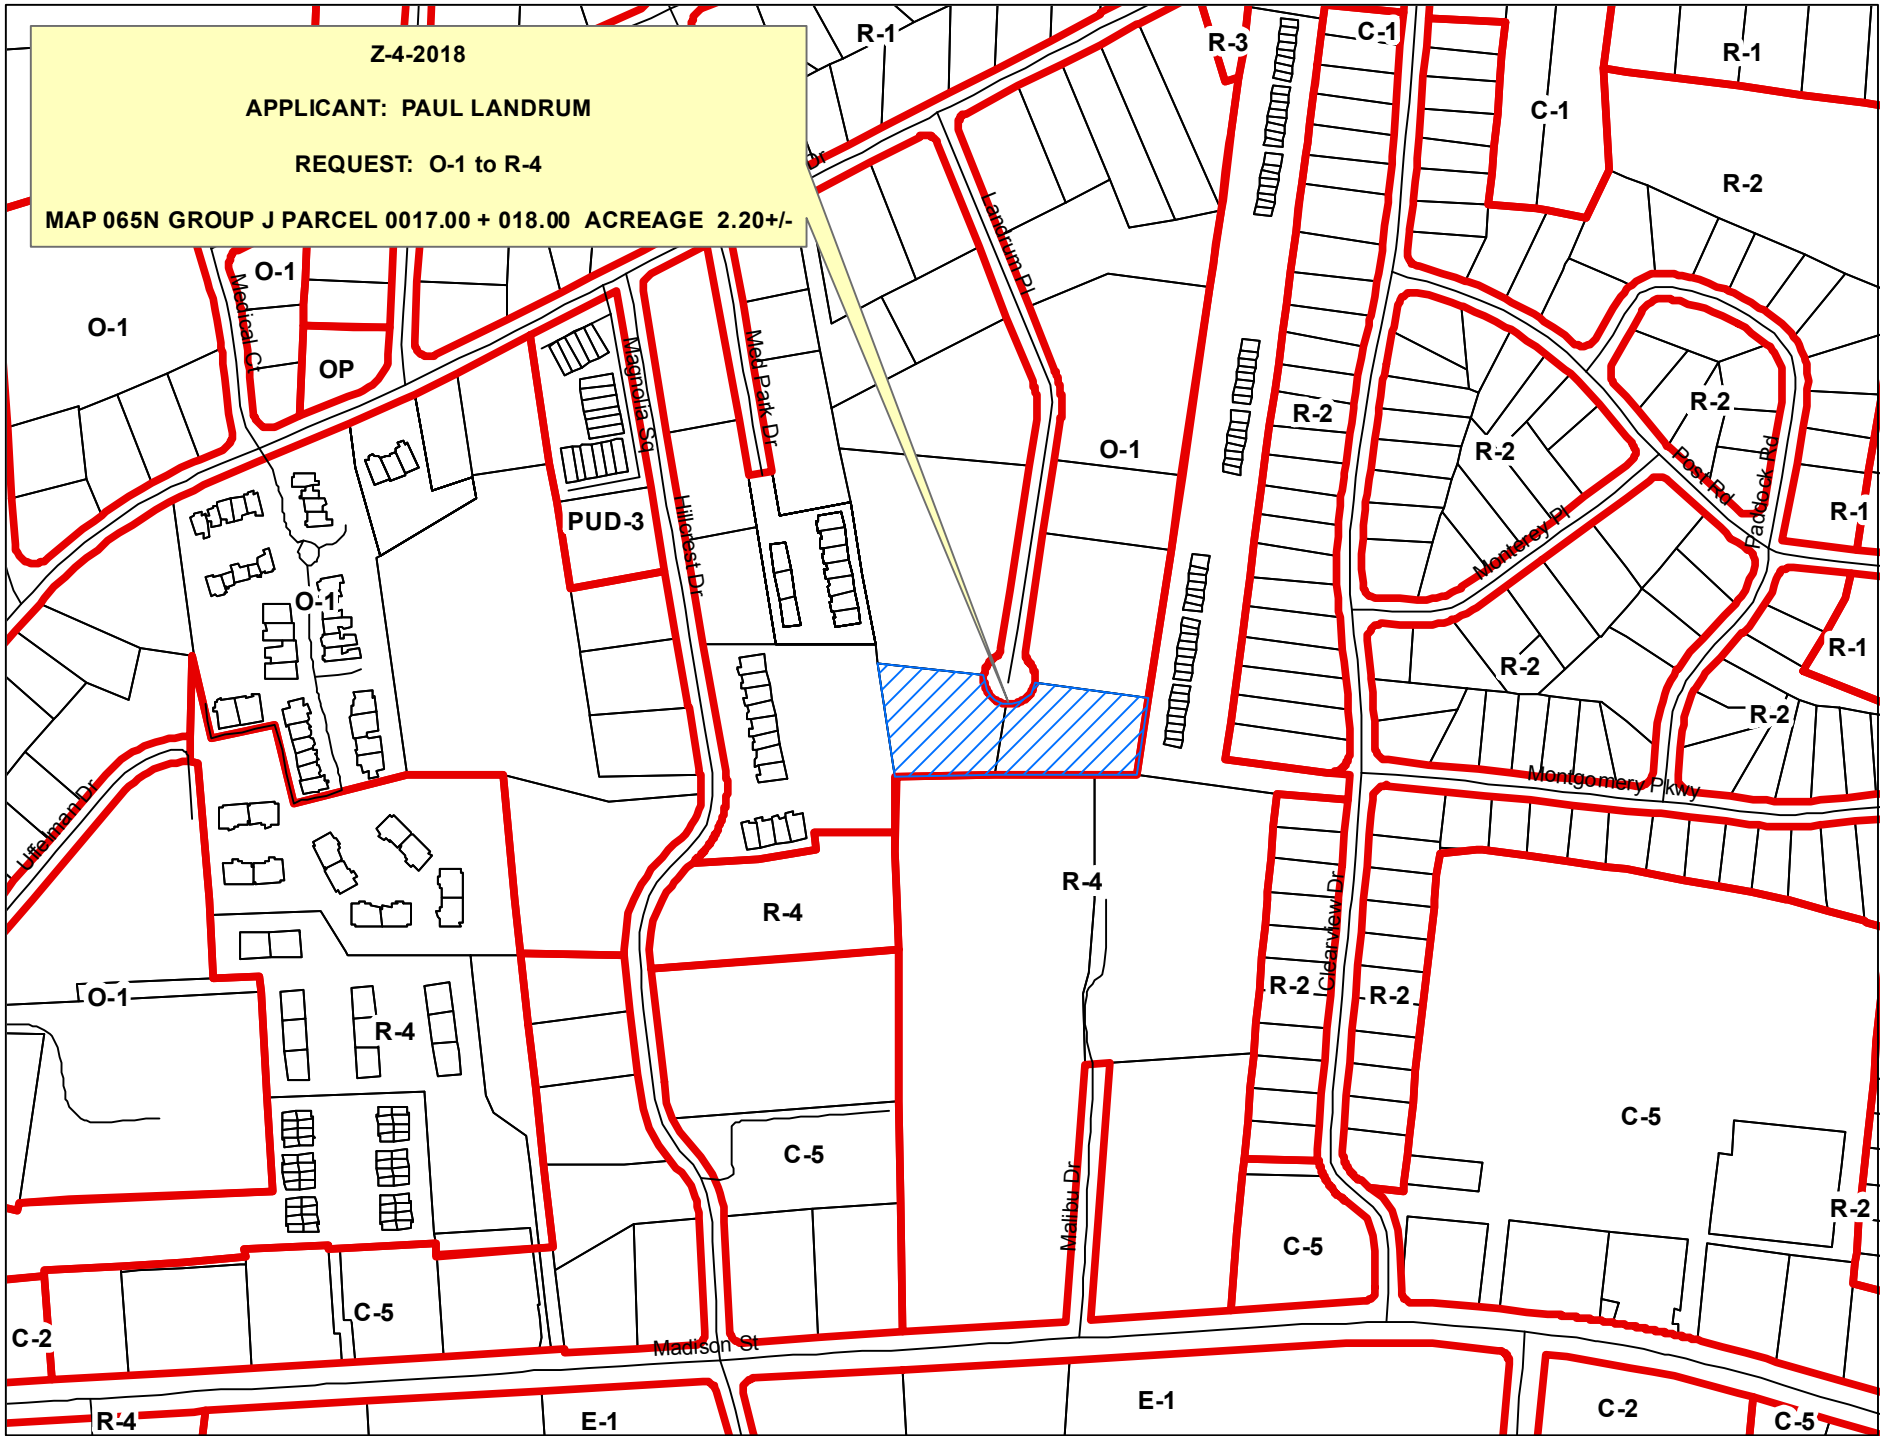 Z-4-2018
APPLICANT: PAUL LANDRUM
REQUEST: O-1 to R-4
MAP 065N GROUP J PARCEL 0017.00 + 018.00 ACREAGE 2.20+/-
R-1
R-3
C-1
R-1
C-1
R-2
Dr
Landrum Pl
O-1
O-1
Medical Ct
OP
Magnolia Sq
Med Park Dr
R-2
O-1
R-2
R-2
Post Rd
Paddock Rd
R-1
PUD-3
Hillcrest Dr
Monterey Pl
O-1
R-2
R-1
R-2
Montgomery Pkwy
Uffelman Dr
R-4
R-4
Clearview Dr
R-2
R-2
O-1
R-4
C-5
C-5
Malibu Dr
R-2
C-5
C-5
C-2
Madison St
R-4
E-1
E-1
C-2
C-5